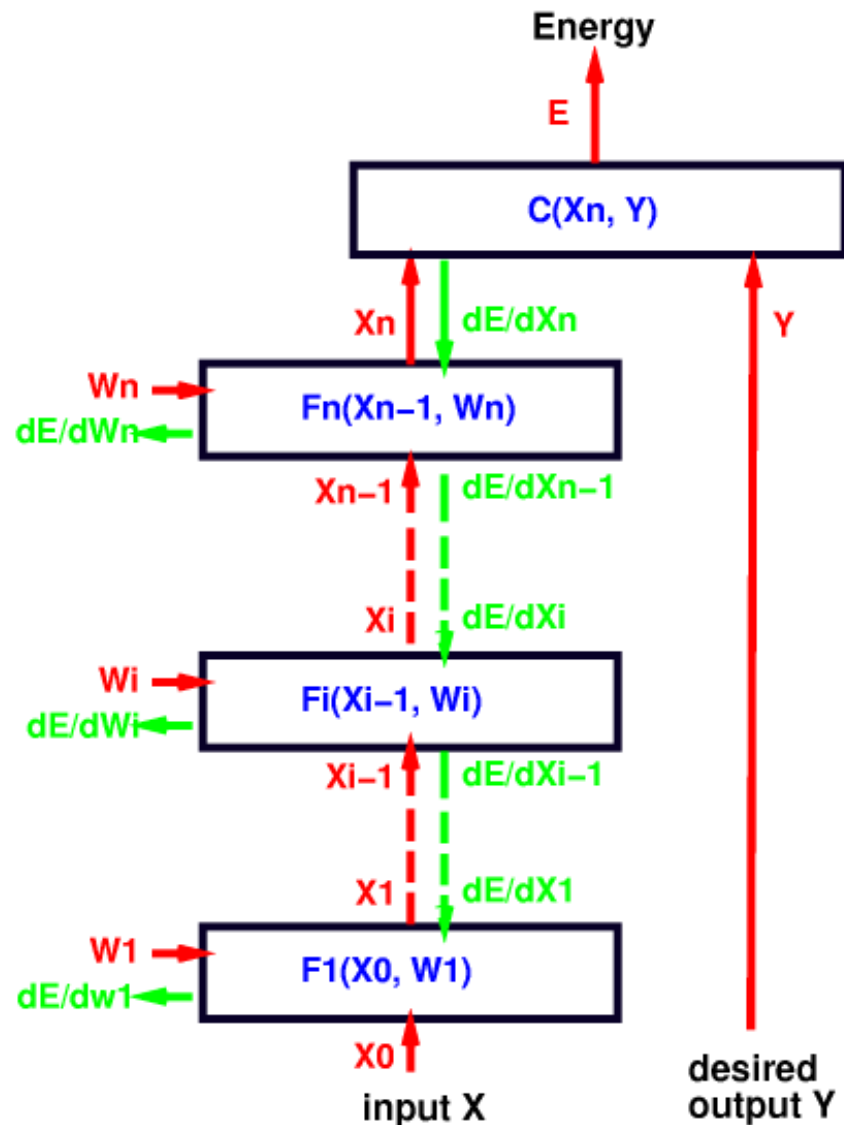 Energy
E
C(Xn, Y)
Xn
dE/dXn
Y
Wn
Fn(Xn−1, Wn)
dE/dWn
Xn−1
dE/dXn−1
Xi
dE/dXi
Wi
Fi(Xi−1, Wi)
dE/dWi
Xi−1
dE/dXi−1
X1
dE/dX1
W1
F1(X0, W1)
dE/dw1
X0
input X
desired
output Y